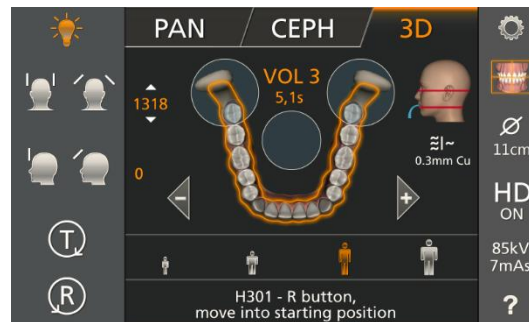 PAN
CEPH
3D
VOL 3
5,1s
1318
0
0.3mm Cu
11cm
HD
ON
85kV
7mAs
T
R
?
H301 - R button,
move into starting position